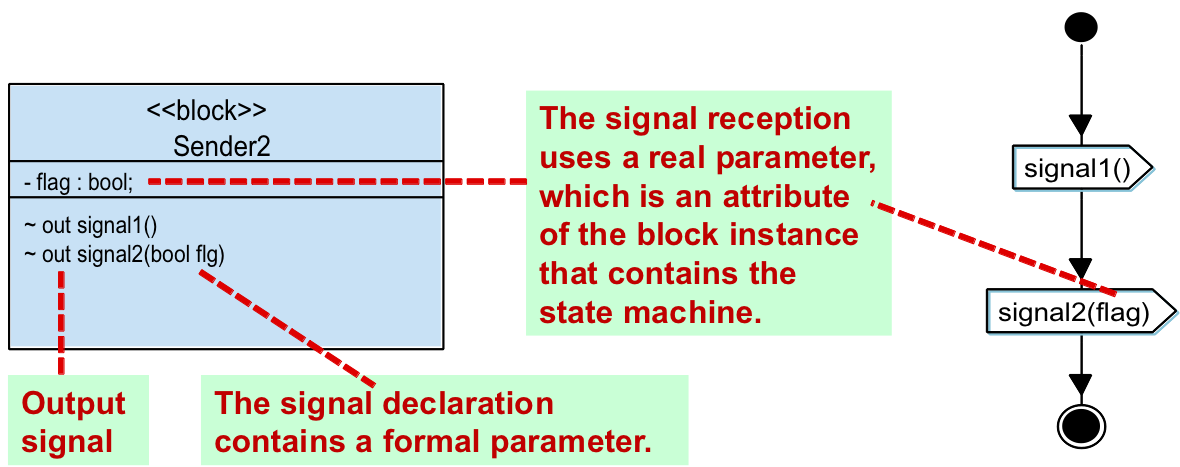 <<block>>
Sender2
- flag : bool;
~ out signal1()
~ out signal2(bool flg)
The signal reception
uses a real parameter,
which is an attribute
of the block instance
that contains the
state machine.
signal1()
signal2(flag)
Output
signal
The signal declaration
contains a formal parameter.